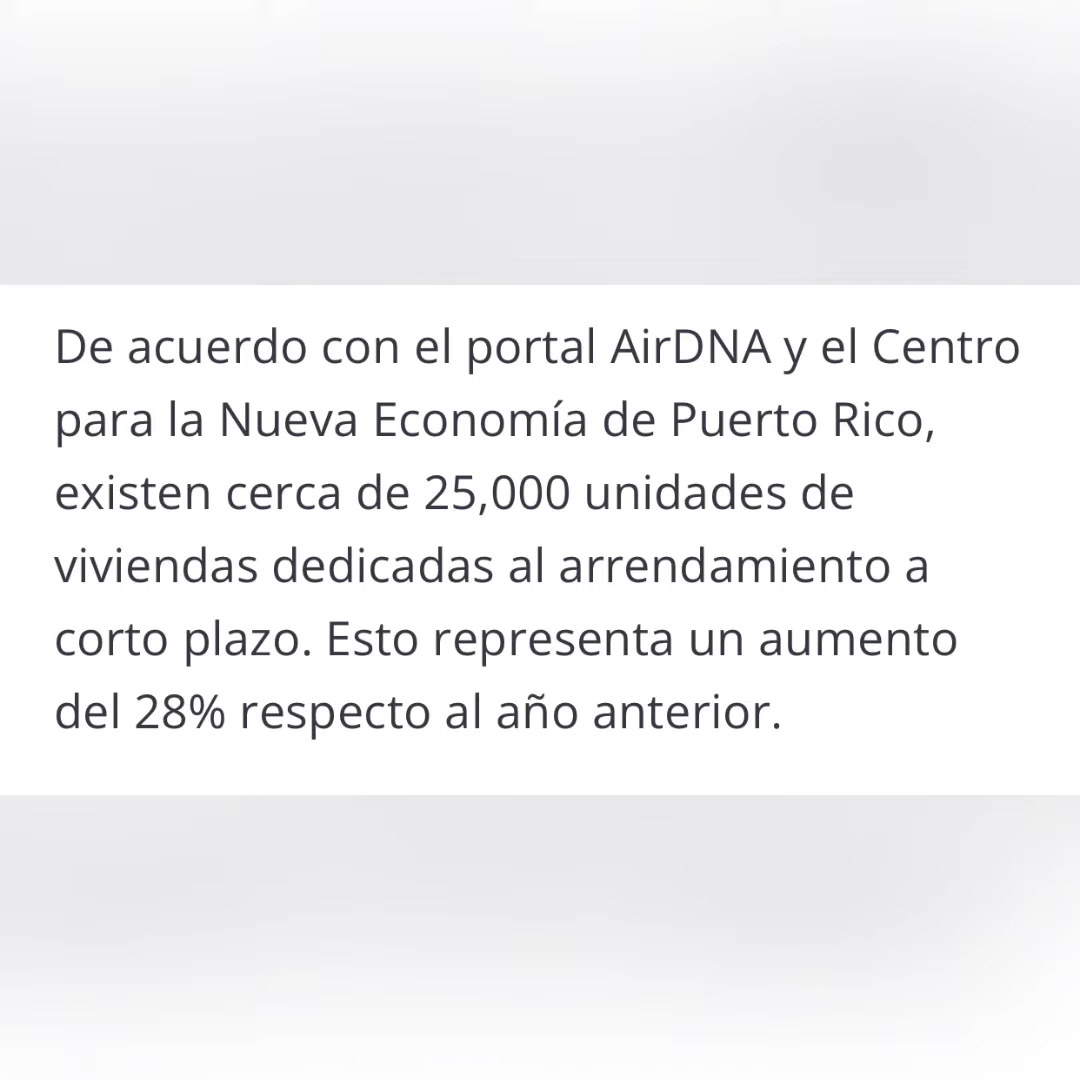 De acuerdo con el portal AirDNA y el Centro
para la Nueva Economía de Puerto Rico,
existen cerca de 25,000 unidades de
viviendas dedicadas al arrendamiento a
corto plazo. Esto representa un aumento
del 28% respecto al año anterior.